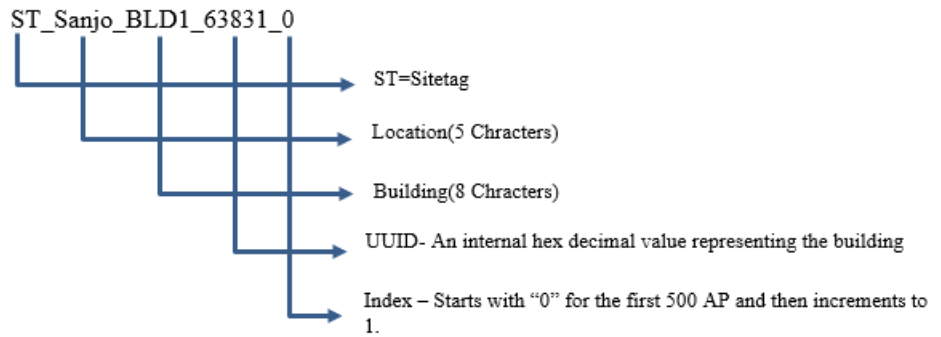 ST_Sanjo_BLD1_63831_0
ST=Sitetag
Location(5 Chracters)
Building(8 Chracters)
UUID- An internal hex decimal value representing the building
Index – Starts with “0” for the first 500 AP and then increments to
1.